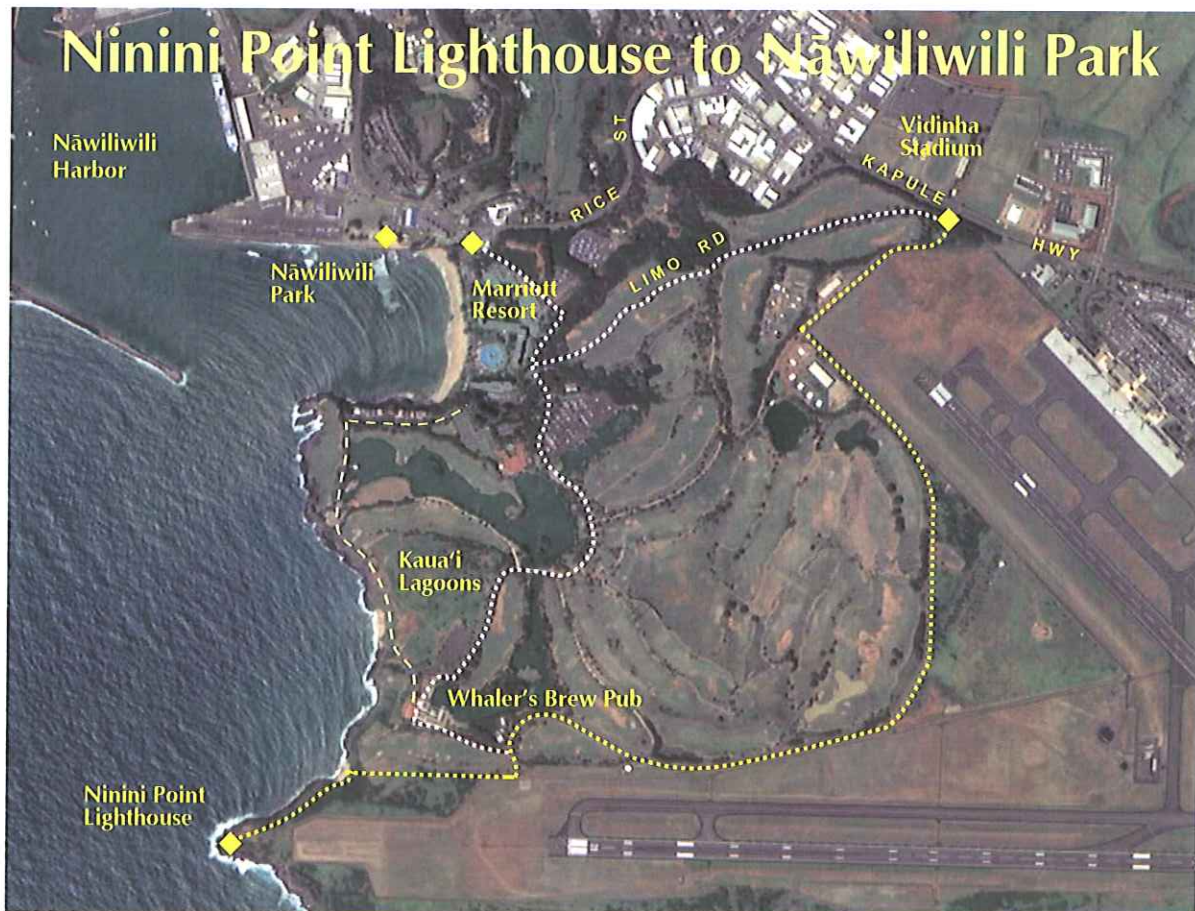 Ninini Point Lighthouse to Nāwiliwili Park
Nāwiliwili
Harbor
Vidinha
Stadium
ST
RICE
KAPULE
HWY
LIMO RD
Nāwiliwili
Park
Marriott
Resort
Kauaʻi
Lagoons
Whaler's Brew Pub
Ninini Point
Lighthouse